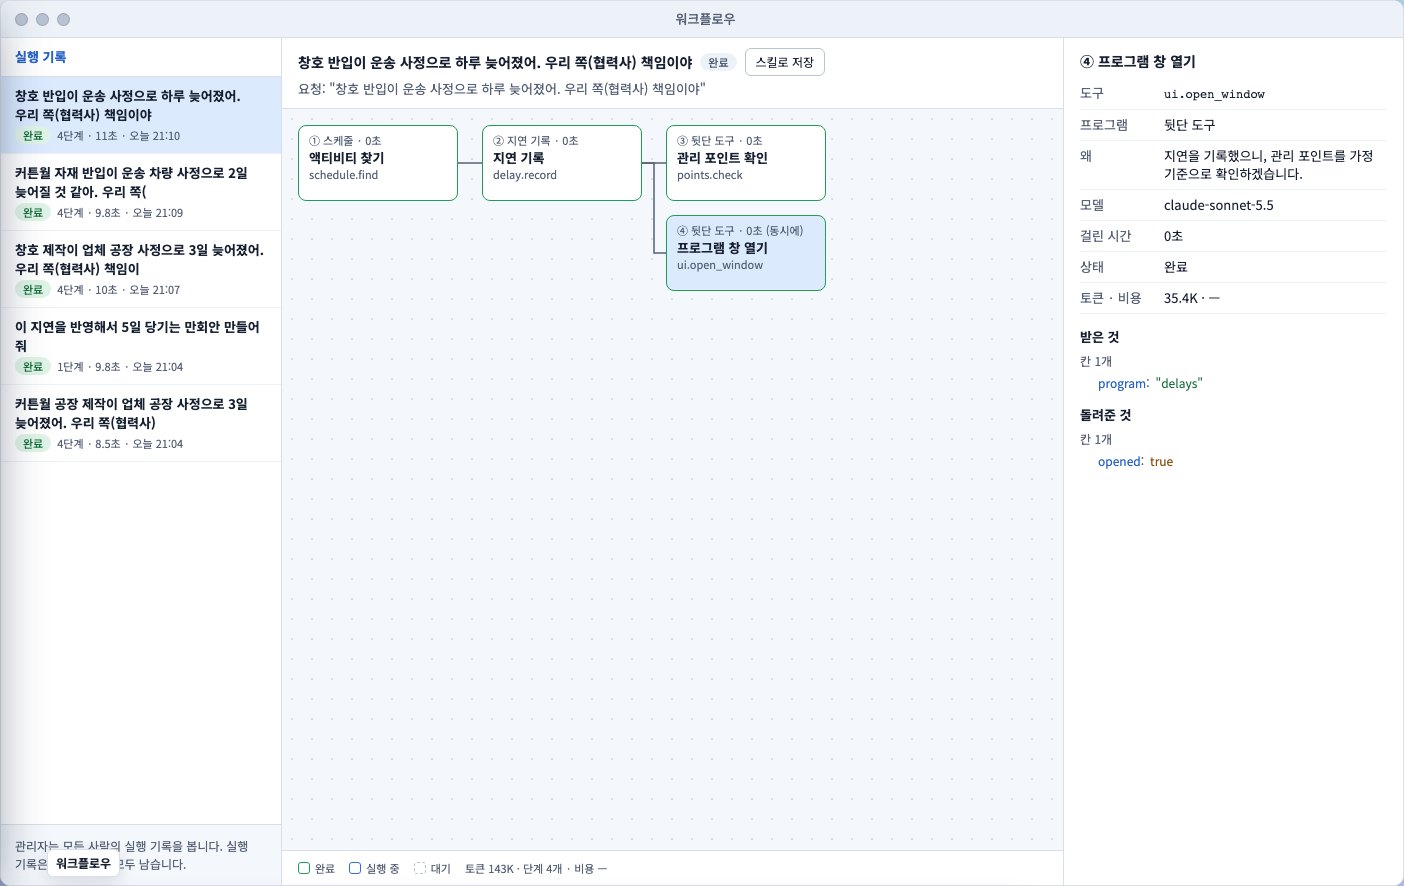 워크플로우
실행 기록
창호 반입이 운송 사정으로 하루 늦어졌어.
우리 쪽(협력사) 책임이야
완료 4단계 · 11초 · 오늘 21:10
커튼월 자재 반입이 운송 차량 사정으로 2일
늦어질 것 같아. 우리 쪽(
완료 4단계 · 9.8초 · 오늘 21:09
창호 제작이 업체 공장 사정으로 3일 늦어졌어.
우리 쪽(협력사) 책임이
완료 4단계 · 10초 · 오늘 21:07
이 지연을 반영해서 5일 당기는 만회안 만들어
줘
완료 1단계 · 9.8초 · 오늘 21:04
커튼월 공장 제작이 업체 공장 사정으로 3일
늦어졌어. 우리 쪽(협력사)
완료 4단계 · 8.5초 · 오늘 21:04
관리자는 모든 사람의 실행 기록을 봅니다. 실행
기록은 모두 남습니다.
워크플로우
창호 반입이 운송 사정으로 하루 늦어졌어. 우리 쪽(협력사) 책임이야 완료 스킬로 저장
요청: "창호 반입이 운송 사정으로 하루 늦어졌어. 우리 쪽(협력사) 책임이야"
① 스케줄 · 0초
액티비티 찾기
schedule.find
② 지연 기록 · 0초
지연 기록
delay.record
③ 뒷단 도구 · 0초
관리 포인트 확인
points.check
④ 뒷단 도구 · 0초 (동시에)
프로그램 창 열기
ui.open_window
완료 실행 중 대기 토큰 143K · 단계 4개 · 비용 —
④ 프로그램 창 열기
도구 ui.open_window
프로그램 뒷단 도구
왜 지연을 기록했으니, 관리 포인트를 가정
기준으로 확인하겠습니다.
모델 claude-sonnet-5.5
걸린 시간 0초
상태 완료
토큰 · 비용 35.4K · —
받은 것
칸 1개
program: "delays"
돌려준 것
칸 1개
opened: true